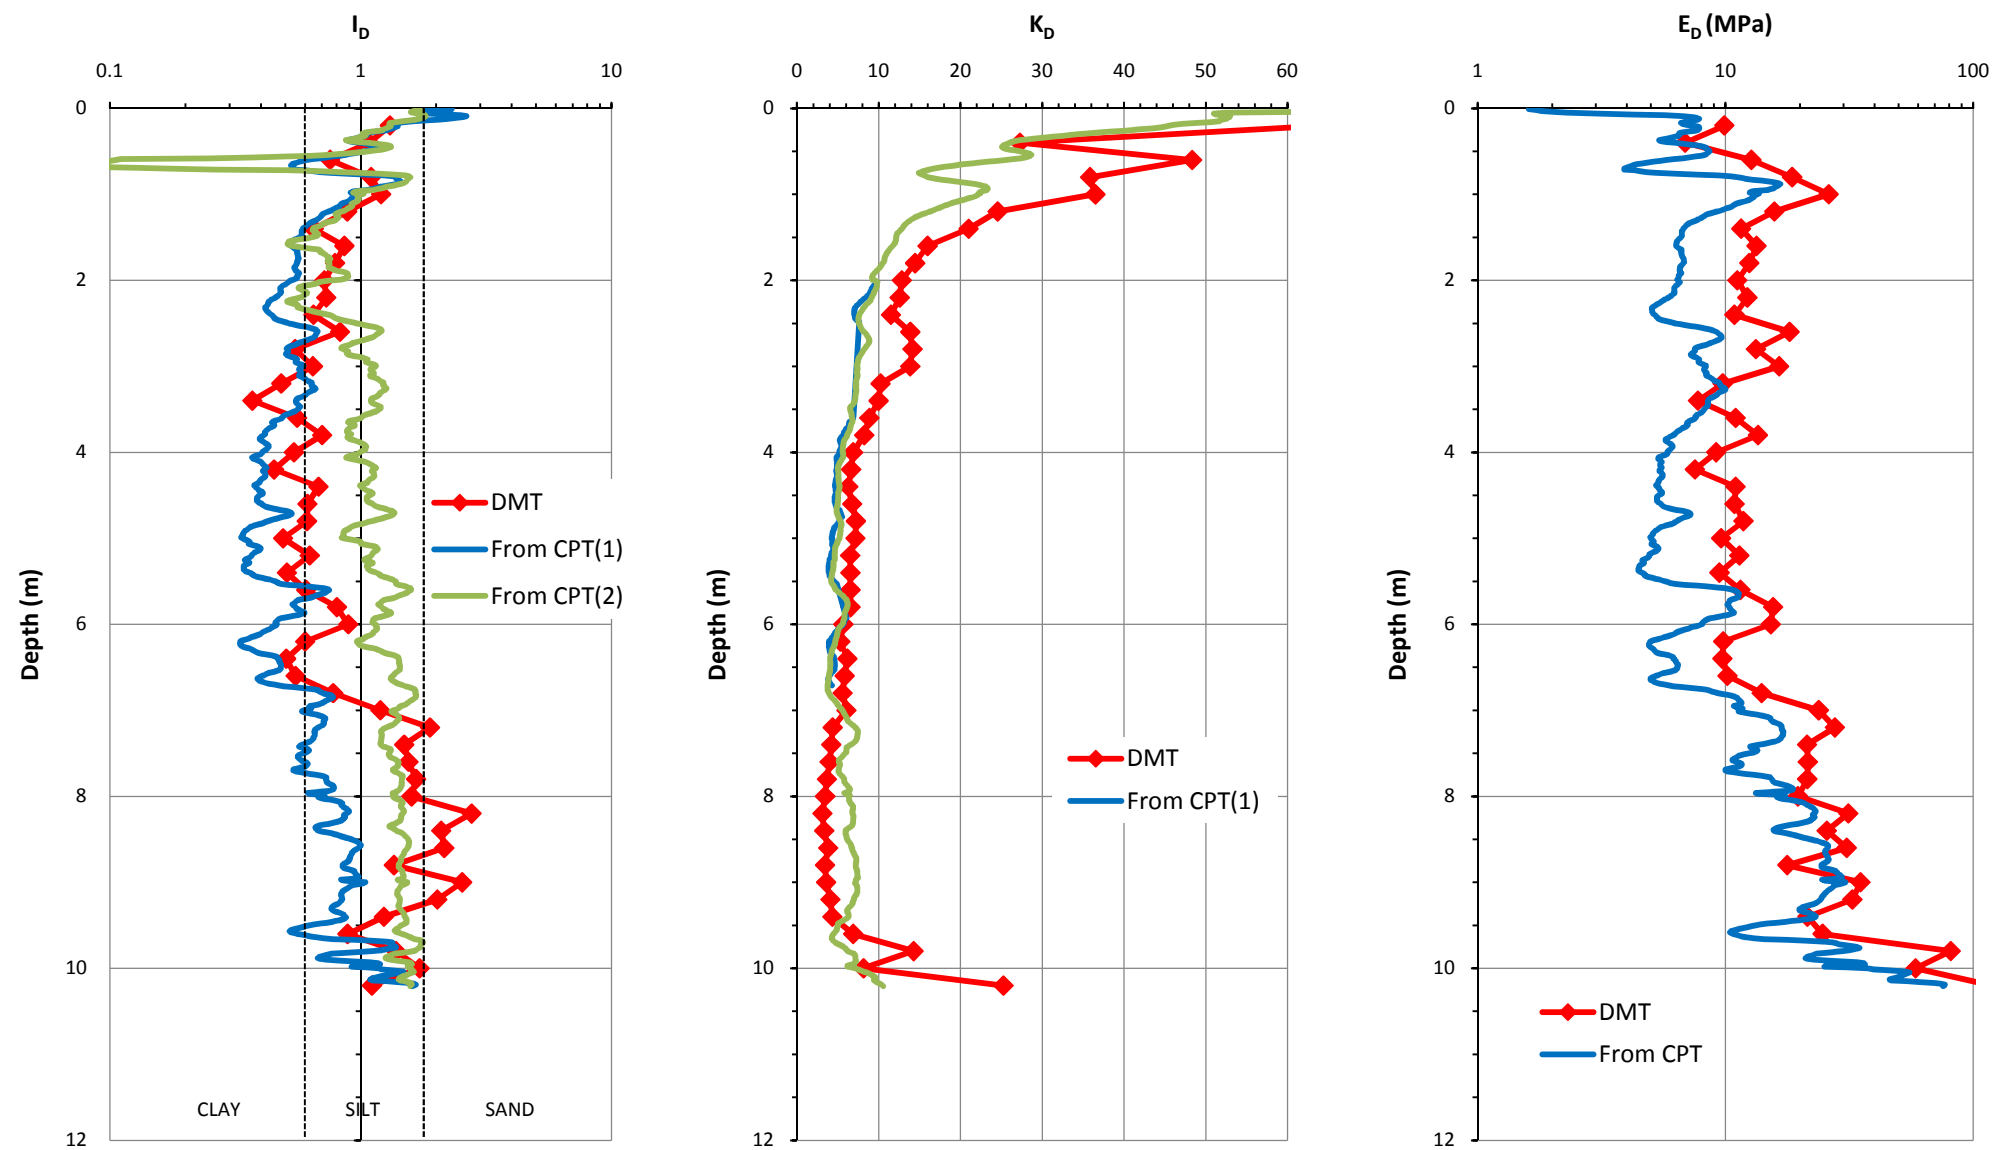 I_D
0.1 1 10
0
2
4
6
8
10
12
Depth (m)
DMT
From CPT(1)
From CPT(2)
CLAY SILT SAND
K_D
0 10 20 30 40 50 60
0
2
4
6
8
10
12
Depth (m)
DMT
From CPT(1)
E_D (MPa)
1 10 100
0
2
4
6
8
10
12
Depth (m)
DMT
From CPT